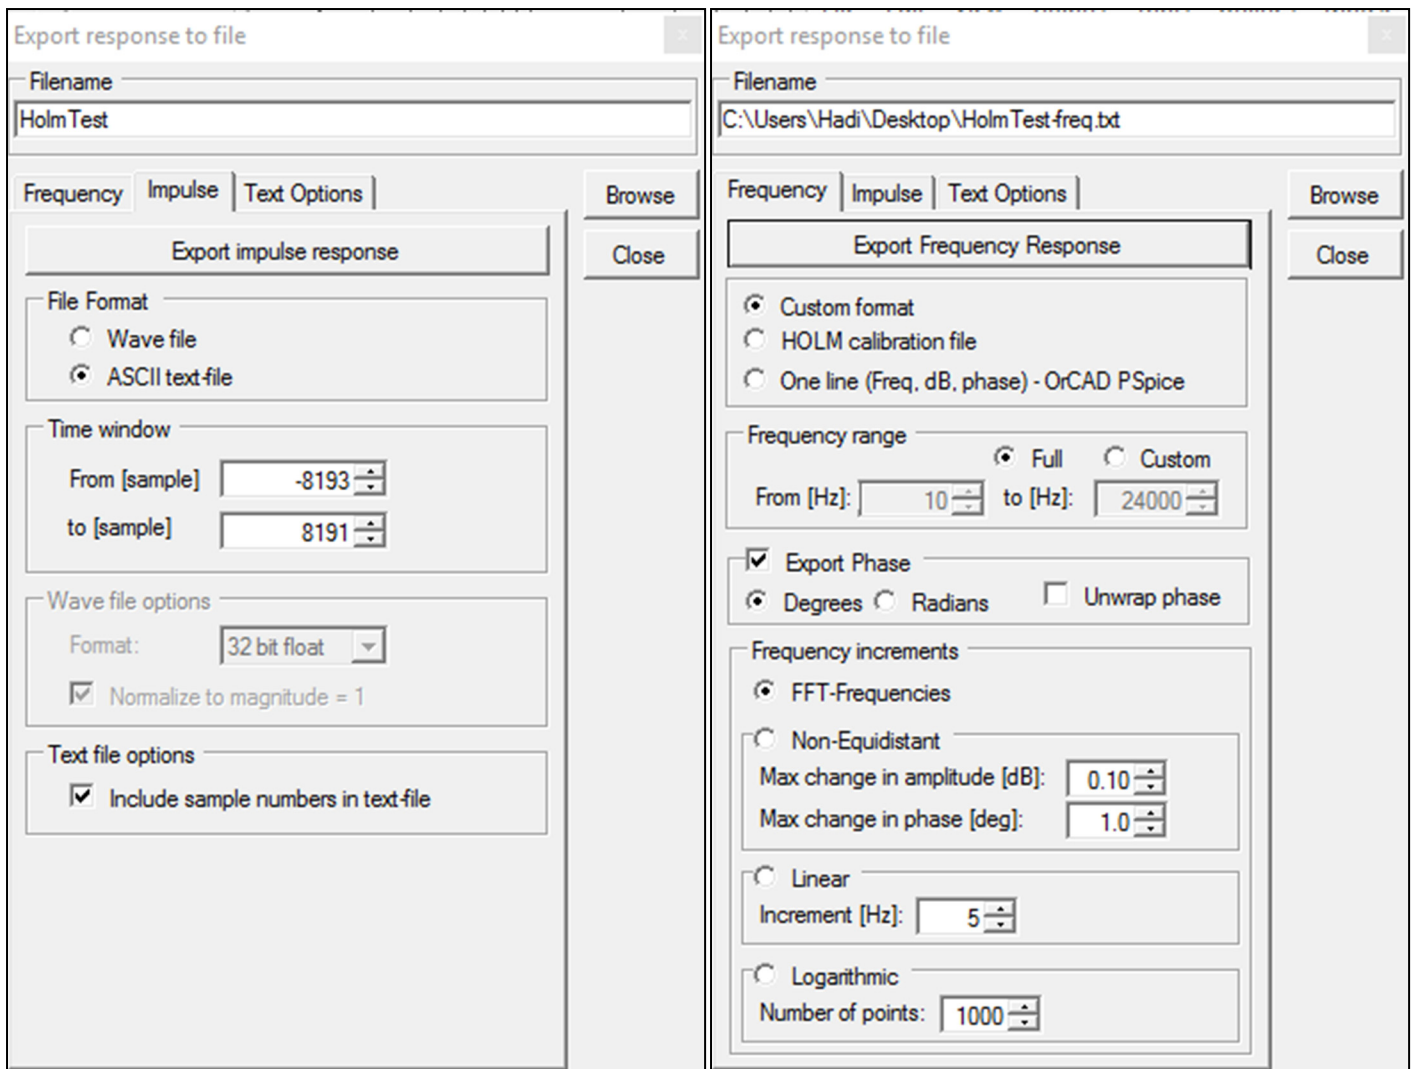 Export response to file
x
Filename
HolmTest
Frequency
Impulse
Text Options
Browse
Close
Export impulse response
File Format
Wave file
ASCII text-file
Time window
From [sample]
-8193
to [sample]
8191
Wave file options
Format:
32 bit float
Normalize to magnitude = 1
Text file options
Include sample numbers in text-file
Export response to file
x
Filename
C:\Users\Hadi\Desktop\HolmTest-freq.txt
Frequency
Impulse
Text Options
Browse
Close
Export Frequency Response
Custom format
HOLM calibration file
One line (Freq, dB, phase) - OrCAD PSpice
Frequency range
Full
Custom
From [Hz]:
10
to [Hz]:
24000
Export Phase
Degrees
Radians
Unwrap phase
Frequency increments
FFT-Frequencies
Non-Equidistant
Max change in amplitude [dB]:
0.10
Max change in phase [deg]:
1.0
Linear
Increment [Hz]:
5
Logarithmic
Number of points:
1000